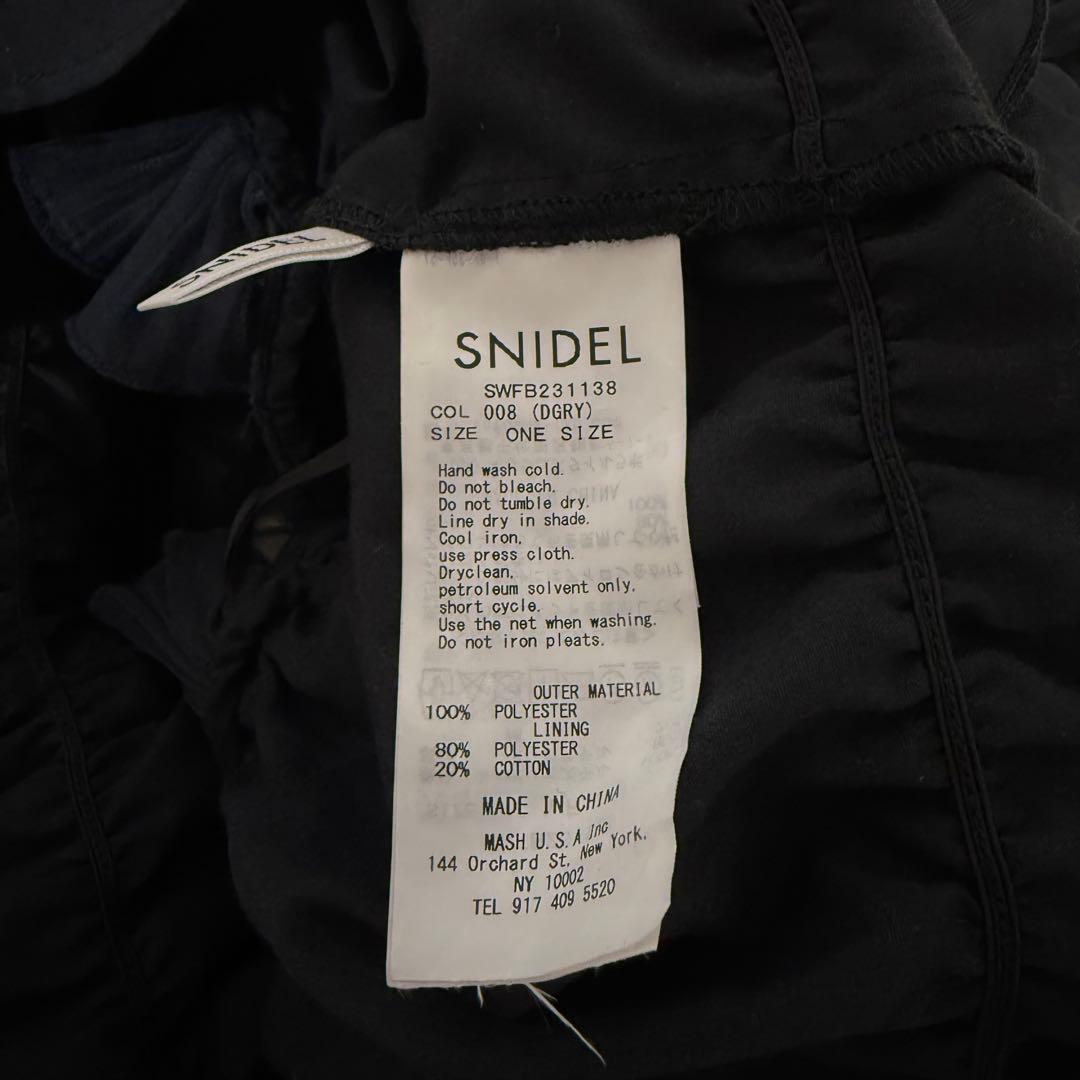 SNIDEL
SNIDEL
SWFB231138
COL 008 (DGRY)
SIZE ONE SIZE
Hand wash cold.
Do not bleach.
Do not tumble dry.
Line dry in shade.
Cool iron,
use press cloth.
Dryclean,
petroleum solvent only,
short cycle.
Use the net when washing.
Do not iron pleats.
OUTER MATERIAL
100% POLYESTER
LINING
80% POLYESTER
20% COTTON
MADE IN CHINA
MASH U.S.A Inc
144 Orchard St, New York,
NY 10002
TEL 917 409 5520